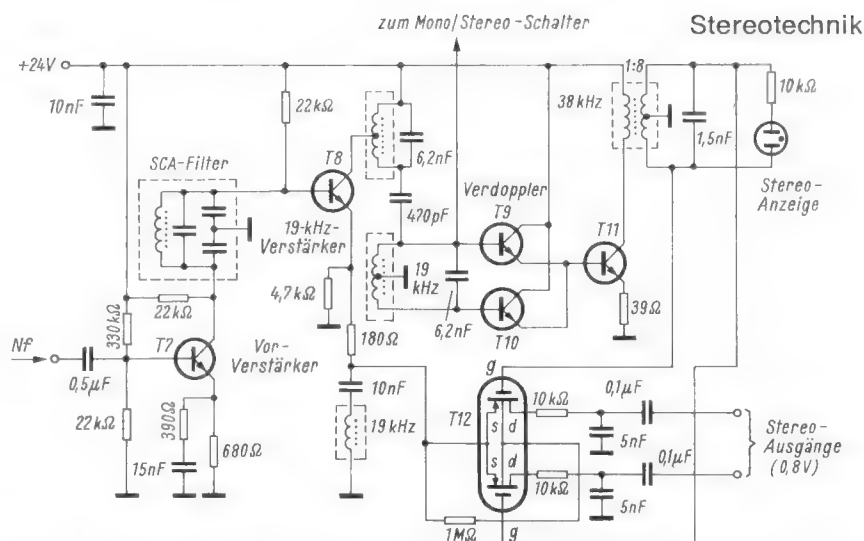 Stereotechnik
zum Mono/Stereo-Schalter
+24V
10nF
22kΩ
1:8
38kHz
10kΩ
1,5nF
Stereo-
Anzeige
SCA-Filter
T8
6,2nF
470pF
Verdoppler
T9
T11
19-kHz-
Verstärker
19
kHz
4,7kΩ
22kΩ
330kΩ
6,2nF
T10
39Ω
Nf
0,5µF
T7
Vor-
Verstärker
180Ω
10nF
19kHz
22kΩ
390Ω
15nF
680Ω
g
T12
s
d
s
d
g
10kΩ
0,1µF
5nF
10kΩ
0,1µF
5nF
1MΩ
Stereo-
Ausgänge
(0,8V)